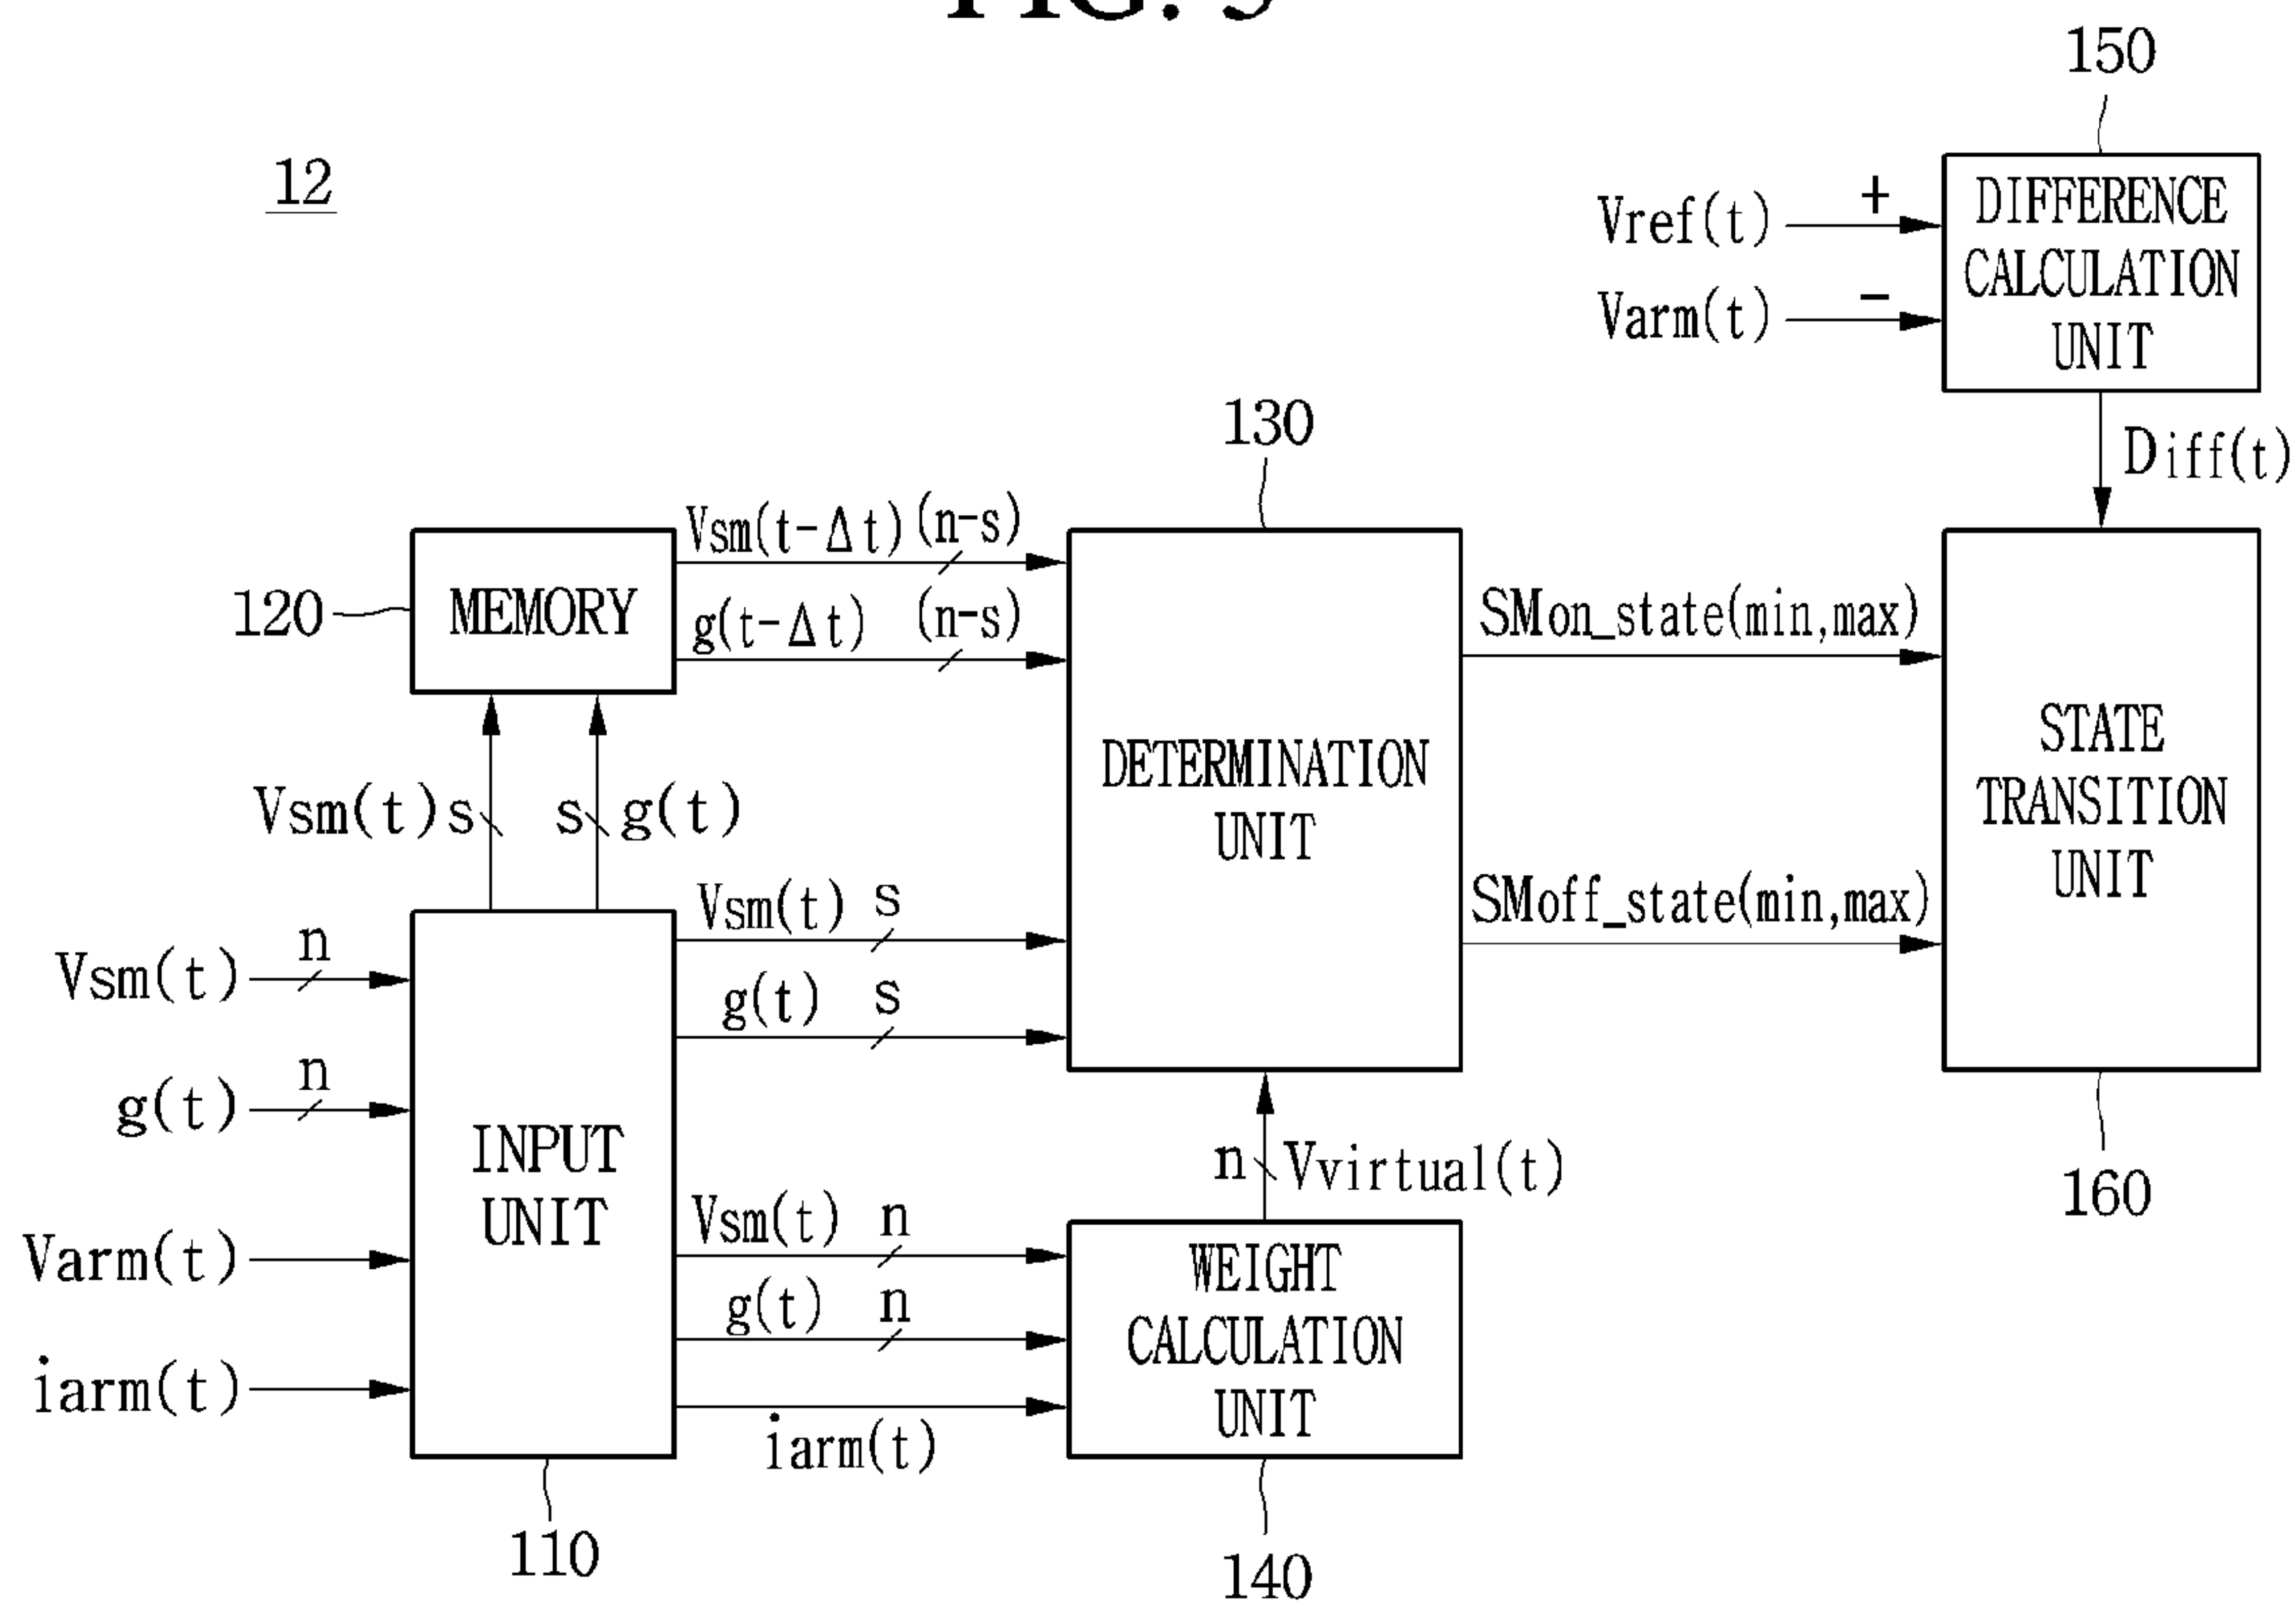 150
12
Vref(t)
+
Varm(t)
-
DIFFERENCE
CALCULATION
UNIT
Diff(t)
130
120
MEMORY
Vsm(t-Δt) (n-s)
g(t-Δt) (n-s)
DETERMINATION
UNIT
SMon_state(min,max)
SMoff_state(min,max)
STATE
TRANSITION
UNIT
160
Vsm(t) s
s g(t)
Vsm(t) n
g(t) n
Varm(t)
iarm(t)
INPUT
UNIT
110
Vsm(t) s
g(t) s
Vsm(t) n
g(t) n
iarm(t)
n Vvirtual(t)
WEIGHT
CALCULATION
UNIT
140